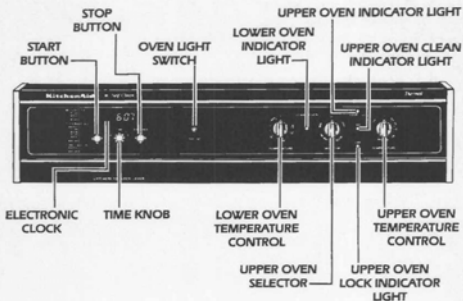 STOP
BUTTON
START
BUTTON
OVEN LIGHT
SWITCH
LOWER OVEN
INDICATOR
LIGHT
UPPER OVEN INDICATOR LIGHT
UPPER OVEN CLEAN
INDICATOR LIGHT
KitchenAid
6:07
ELECTRONIC
CLOCK
TIME KNOB
LOWER OVEN
TEMPERATURE
CONTROL
UPPER OVEN
SELECTOR
UPPER OVEN
LOCK INDICATOR
LIGHT
UPPER OVEN
TEMPERATURE
CONTROL